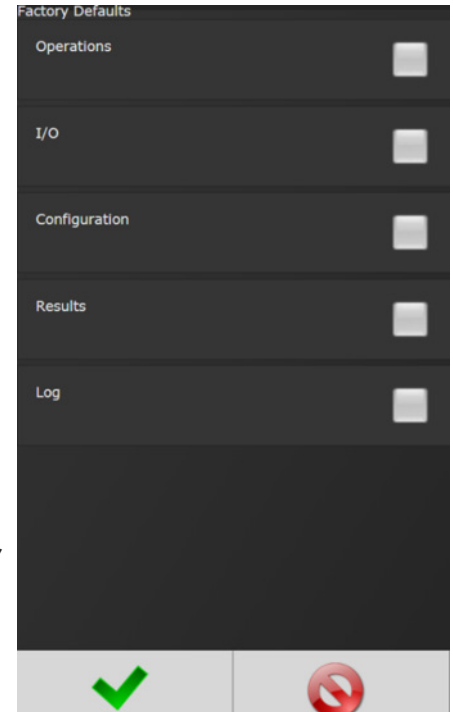 Factory Defaults
Operations
I/O
Configuration
Results
Log